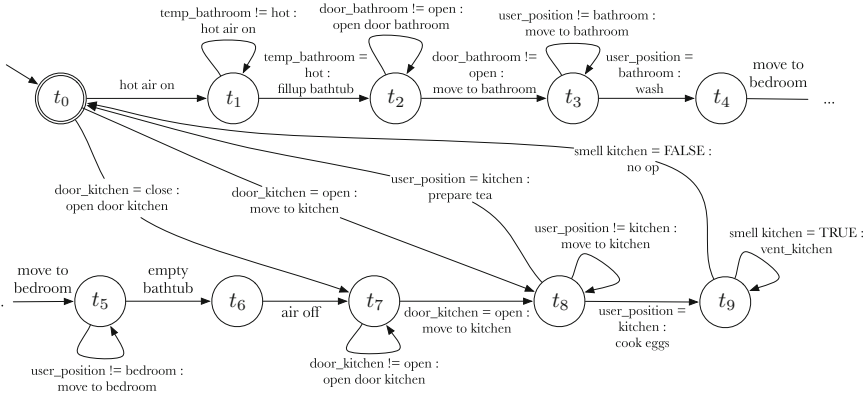 temp_bathroom != hot :
hot air on
door_bathroom != open :
open door bathroom
user_position != bathroom :
move to bathroom
t0
hot air on
t1
temp_bathroom =
hot :
fillup bathtub
t2
door_bathroom !=
open :
move to bathroom
t3
user_position =
bathroom :
wash
t4
move to
bedroom
...
smell kitchen = FALSE :
no op
door_kitchen = close :
open door kitchen
door_kitchen = open :
move to kitchen
user_position = kitchen :
prepare tea
user_position != kitchen :
move to kitchen
smell kitchen = TRUE :
vent_kitchen
.
move to
bedroom
t5
empty
bathtub
t6
air off
t7
door_kitchen = open :
move to kitchen
t8
user_position =
kitchen :
cook eggs
t9
user_position != bedroom :
move to bedroom
door_kitchen != open :
open door kitchen